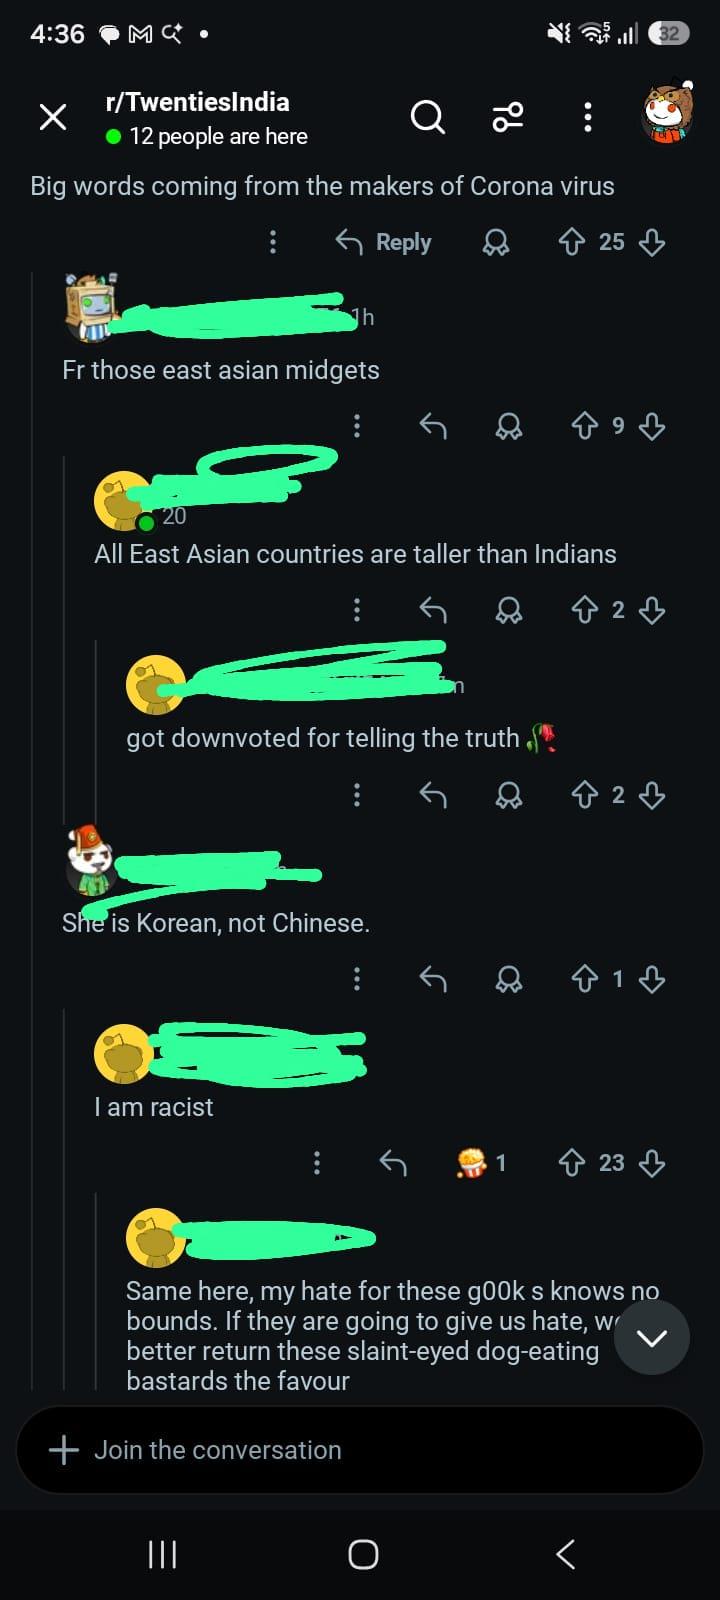 4:36
5
32
r/TwentiesIndia
12 people are here
Big words coming from the makers of Corona virus
Reply
25
1h
Fr those east asian midgets
9
20
All East Asian countries are taller than Indians
2
got downvoted for telling the truth 🥀
2
She is Korean, not Chinese.
1
I am racist
🍿 1
23
Same here, my hate for these g00k s knows no
bounds. If they are going to give us hate,
better return these slaint-eyed dog-eating
bastards the favour
Join the conversation